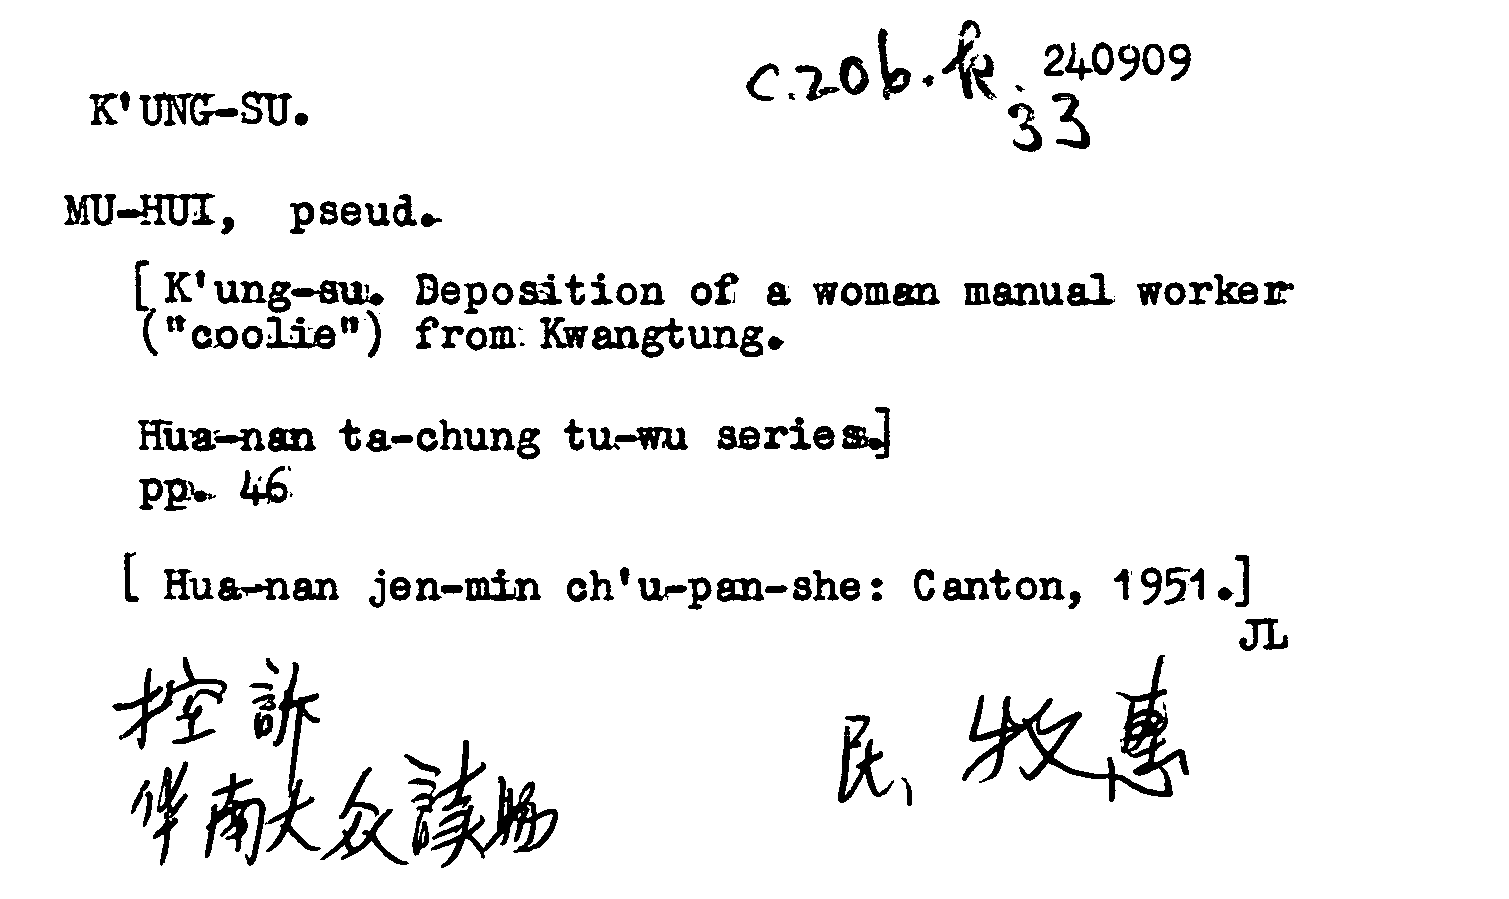 c.206.k. 240909
33
K'UNG-SU.
MU-HUI, pseud.
[K'ung-su. Deposition of a woman manual worker
("coolie") from Kwangtung.
Hua-nan ta-chung tu-wu series.]
pp. 46
[ Hua-nan jen-min ch'u-pan-she: Canton, 1951.]
JL
控訴
民、牧惠
华南大众讀物